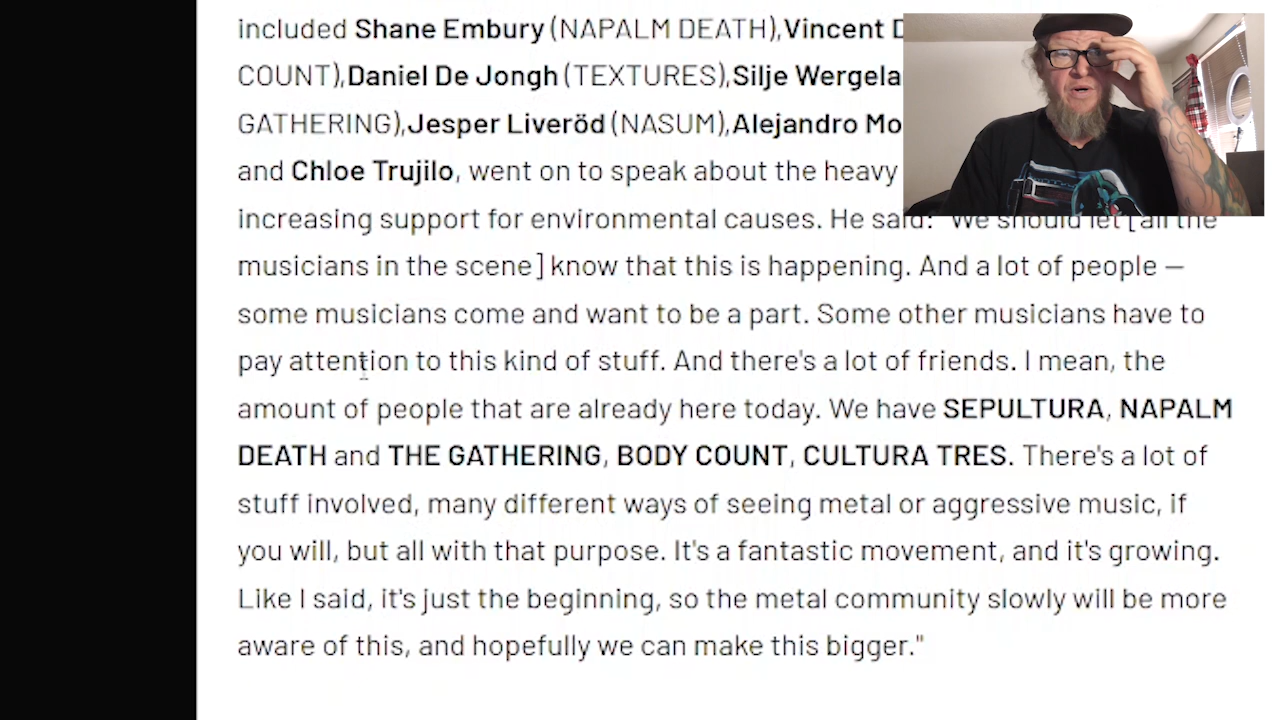 included Shane Embury (NAPALM DEATH),Vincent
COUNT),Daniel De Jongh (TEXTURES),Silje
GATHERING),Jesper Liveröd (NASUM),Alejandro
and Chloe Trujilo, went on to speak about the heavy
increasing support for environmental causes. He said: "We should let [all the
musicians in the scene] know that this is happening. And a lot of people —
some musicians come and want to be a part. Some other musicians have to
pay attention to this kind of stuff. And there's a lot of friends. I mean, the
amount of people that are already here today. We have SEPULTURA, NAPALM
DEATH and THE GATHERING, BODY COUNT, CULTURA TRES. There's a lot of
stuff involved, many different ways of seeing metal or aggressive music, if
you will, but all with that purpose. It's a fantastic movement, and it's growing.
Like I said, it's just the beginning, so the metal community slowly will be more
aware of this, and hopefully we can make this bigger."